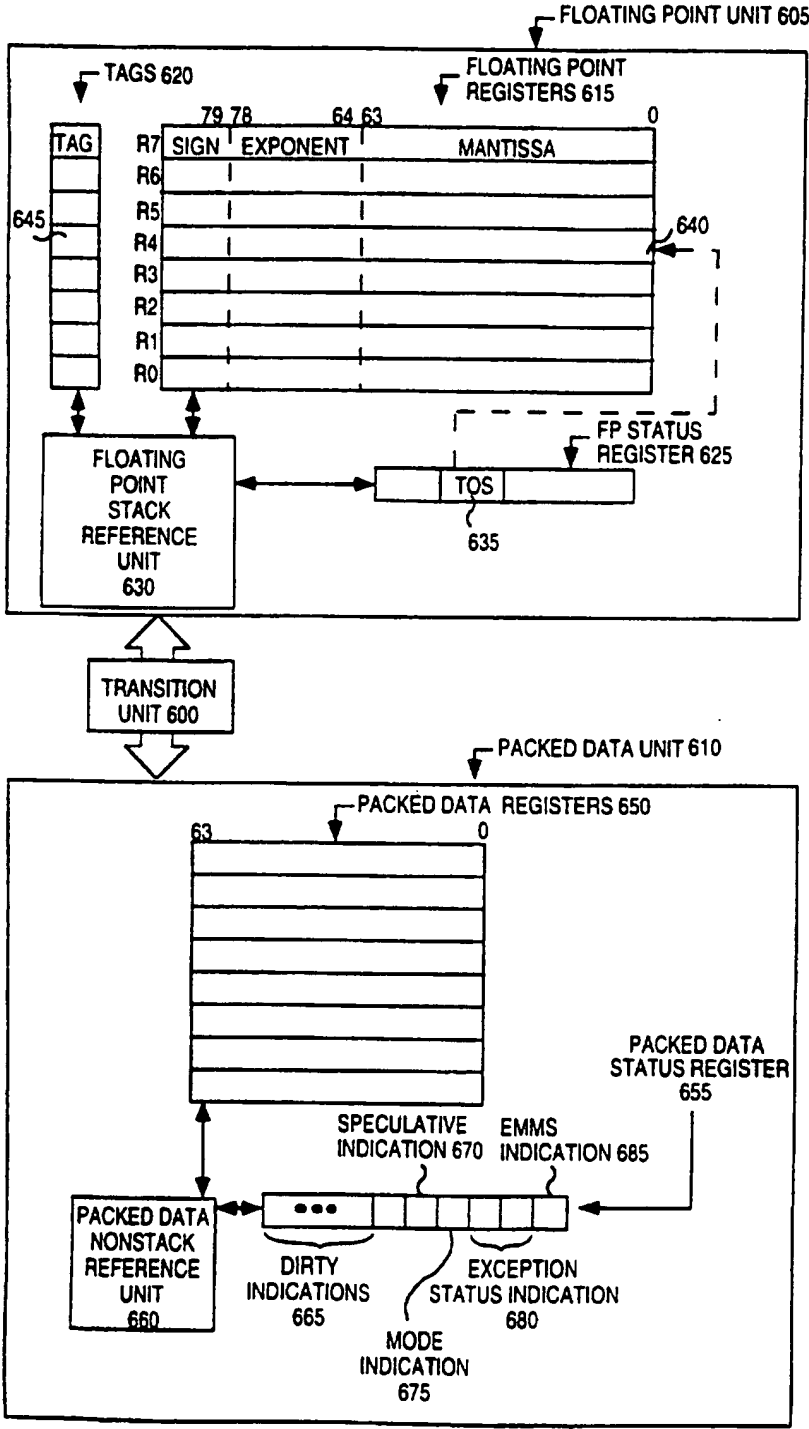 FLOATING POINT UNIT 605
TAGS 620
FLOATING POINT
REGISTERS 615
79 78 64 63 0
TAG R7 SIGN EXPONENT MANTISSA
R6
R5
645
R4
640
R3
R2
R1
R0
FLOATING
POINT
STACK
REFERENCE
UNIT
630
FP STATUS
REGISTER 625
TOS
635
TRANSITION
UNIT 600
PACKED DATA UNIT 610
PACKED DATA REGISTERS 650
63 0
PACKED DATA
STATUS REGISTER
655
SPECULATIVE
INDICATION 670
EMMS
INDICATION 685
PACKED DATA
NONSTACK
REFERENCE
UNIT
660
DIRTY
INDICATIONS
665
EXCEPTION
STATUS INDICATION
680
MODE
INDICATION
675